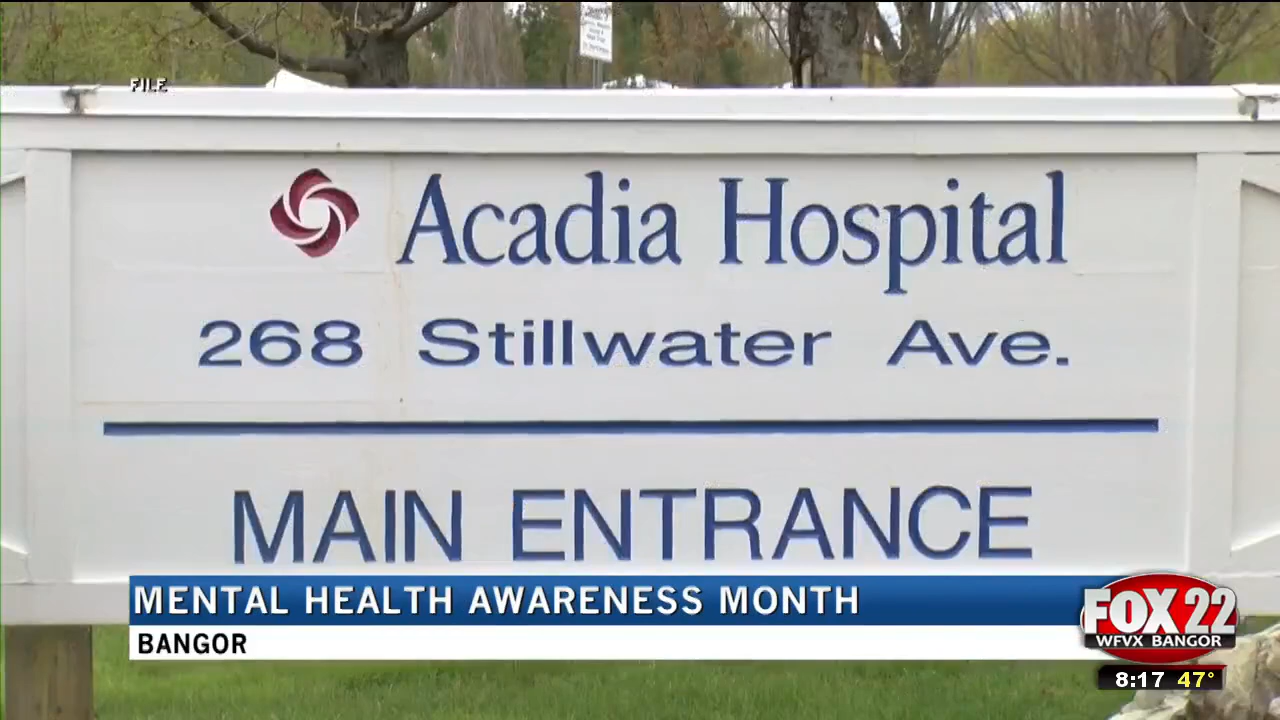 FILE
Acadia Hospital
268 Stillwater Ave.
MAIN ENTRANCE
MENTAL HEALTH AWARENESS MONTH
BANGOR
FOX 22
WFVX BANGOR
8:17 47°